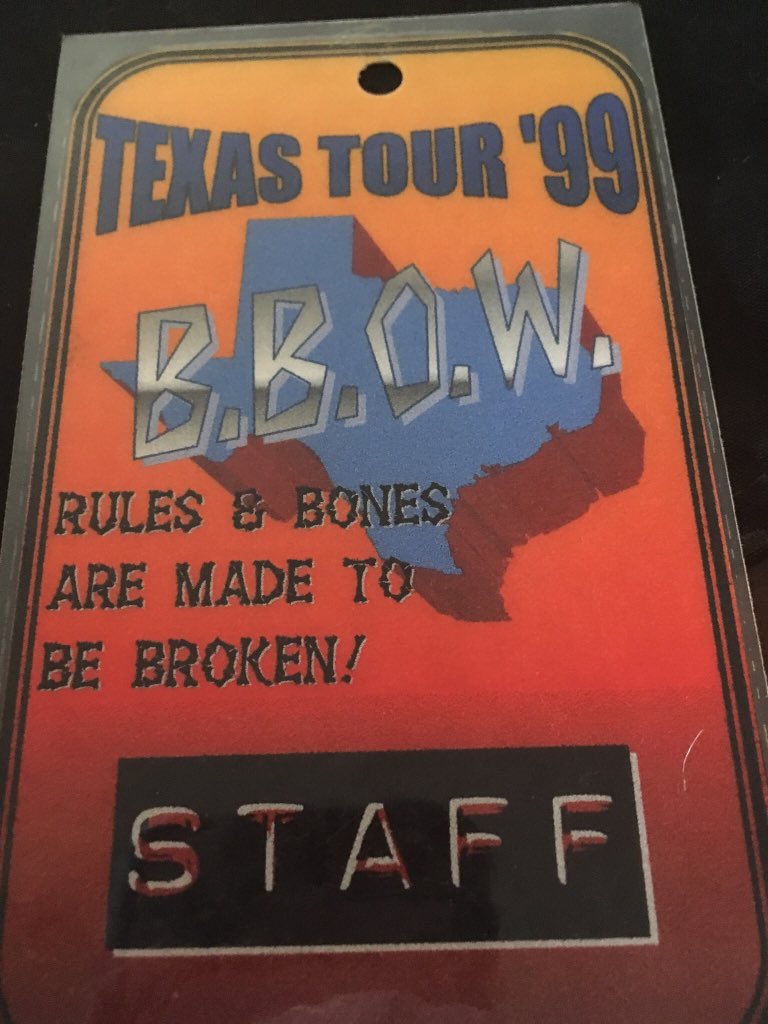 TEXAS TOUR '99
B.B.O.W.
RULES & BONES
ARE MADE TO
BE BROKEN!
STAFF